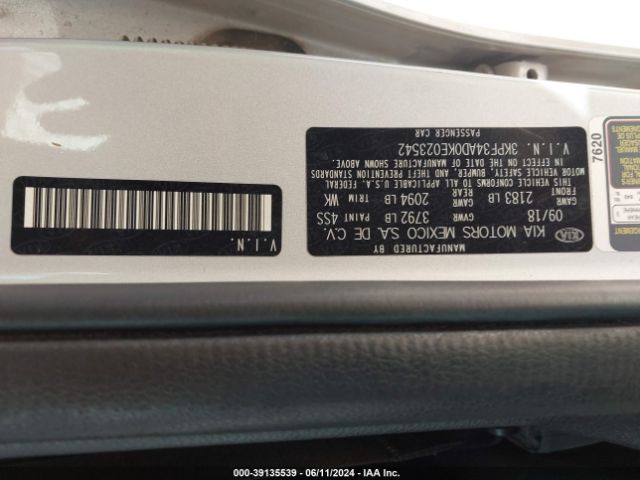 MANUFACTURED BY
KIA KIA MOTORS MEXICO S.A. DE C.V.
09/18 GVWR 3792 LB PAINT 4SS
GAWR FRONT 2183 LB GAWR REAR 2094 LB TRIM WK
THIS VEHICLE CONFORMS TO ALL APPLICABLE U.S.A. FEDERAL
MOTOR VEHICLE SAFETY, BUMPER, THEFT PREVENTION STANDARDS
IN EFFECT ON THE DATE OF MANUFACTURE SHOWN ABOVE.
V.I.N. 3KPF34AD0KE023542
PASSENGER CAR
V.I.N.
7620
000-39135539 - 06/11/2024 - IAA Inc.